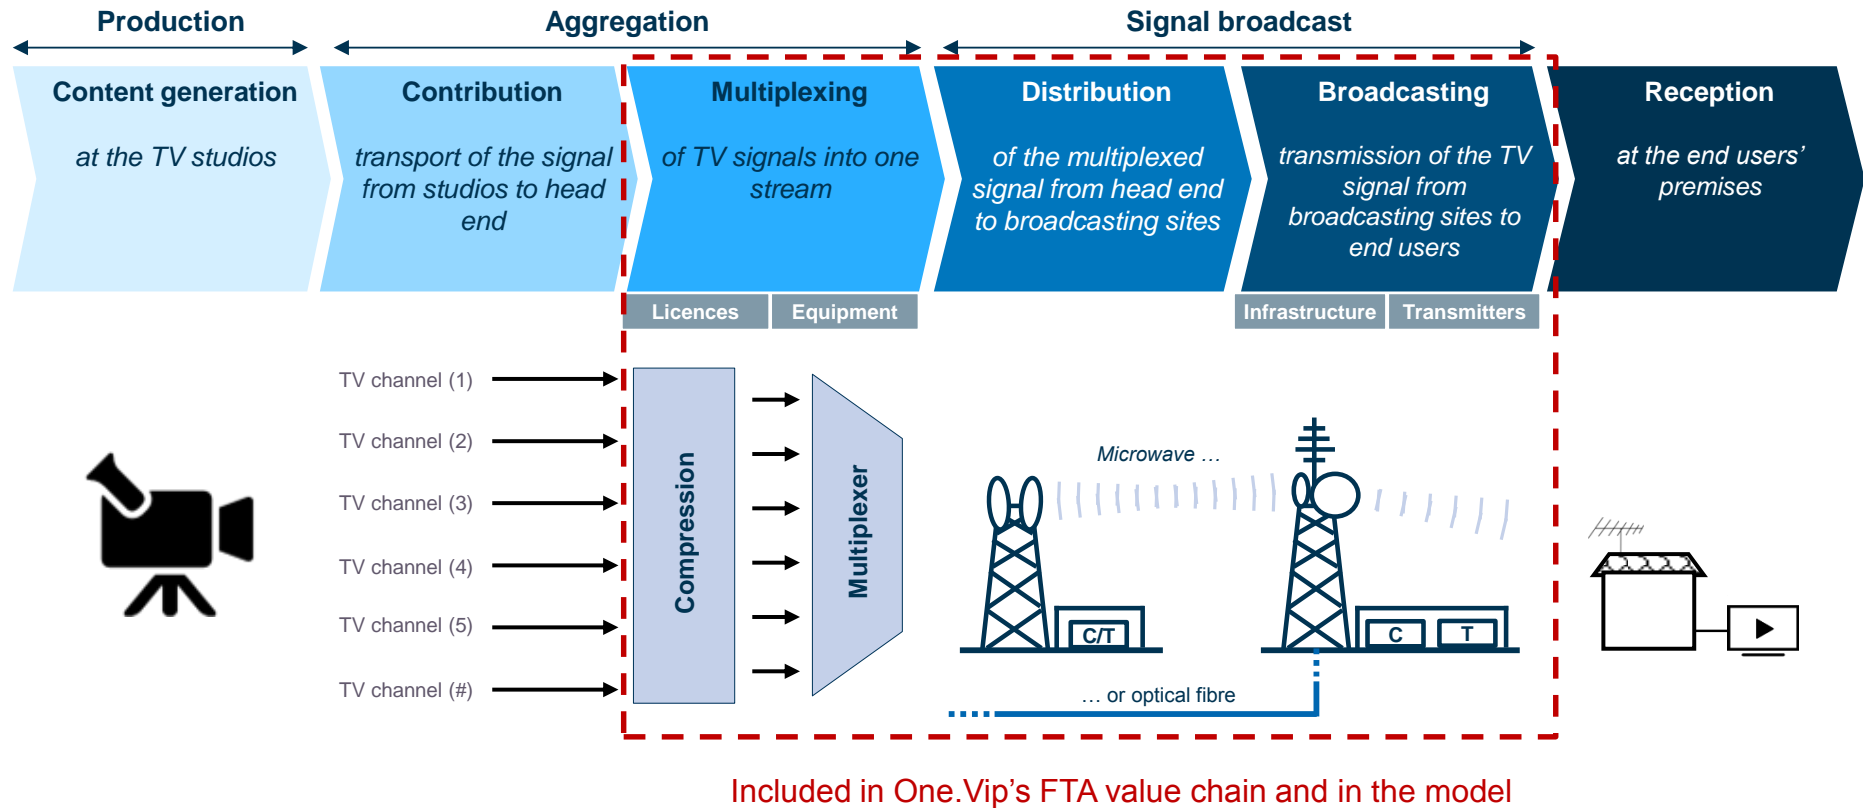 Production
Aggregation
Signal broadcast
Content generation
at the TV studios
Contribution
transport of the signal
from studios to head
end
Multiplexing
of TV signals into one
stream
Distribution
of the multiplexed
signal from head end
to broadcasting sites
Broadcasting
transmission of the TV
signal from
broadcasting sites to
end users
Reception
at the end users’
premises
Licences
Equipment
Infrastructure
Transmitters
TV channel (1)
TV channel (2)
TV channel (3)
TV channel (4)
TV channel (5)
TV channel (#)
Compression
Multiplexer
Microwave …
C/T
C
T
… or optical fibre
Included in One.Vip’s FTA value chain and in the model